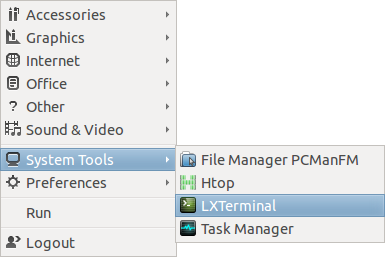 Accessories
Graphics
Internet
Office
? Other
Sound & Video
System Tools
File Manager PCManFM
Preferences
Htop
Run
LXTerminal
Logout
Task Manager